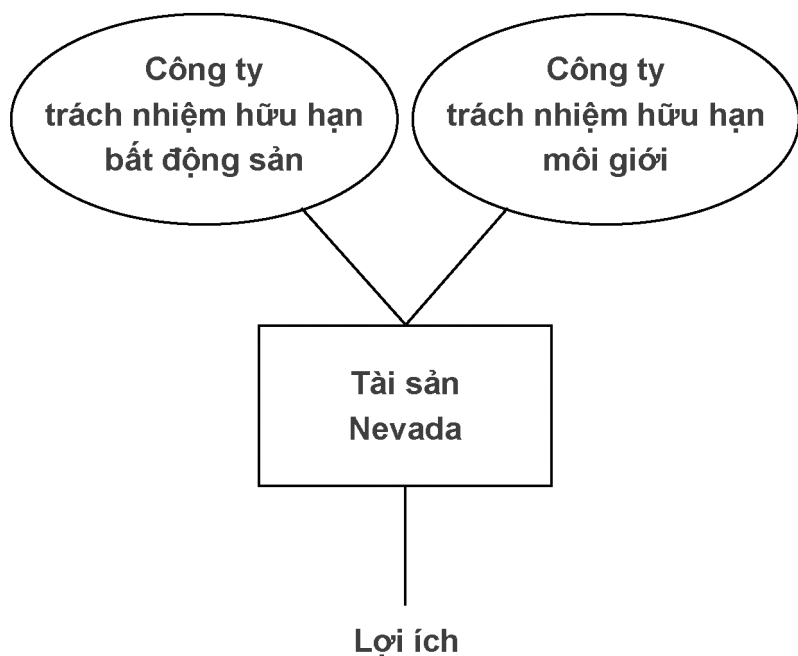 Công ty
trách nhiệm hữu hạn
bất động sản
Công ty
trách nhiệm hữu hạn
môi giới
Tài sản
Nevada
Lợi ích